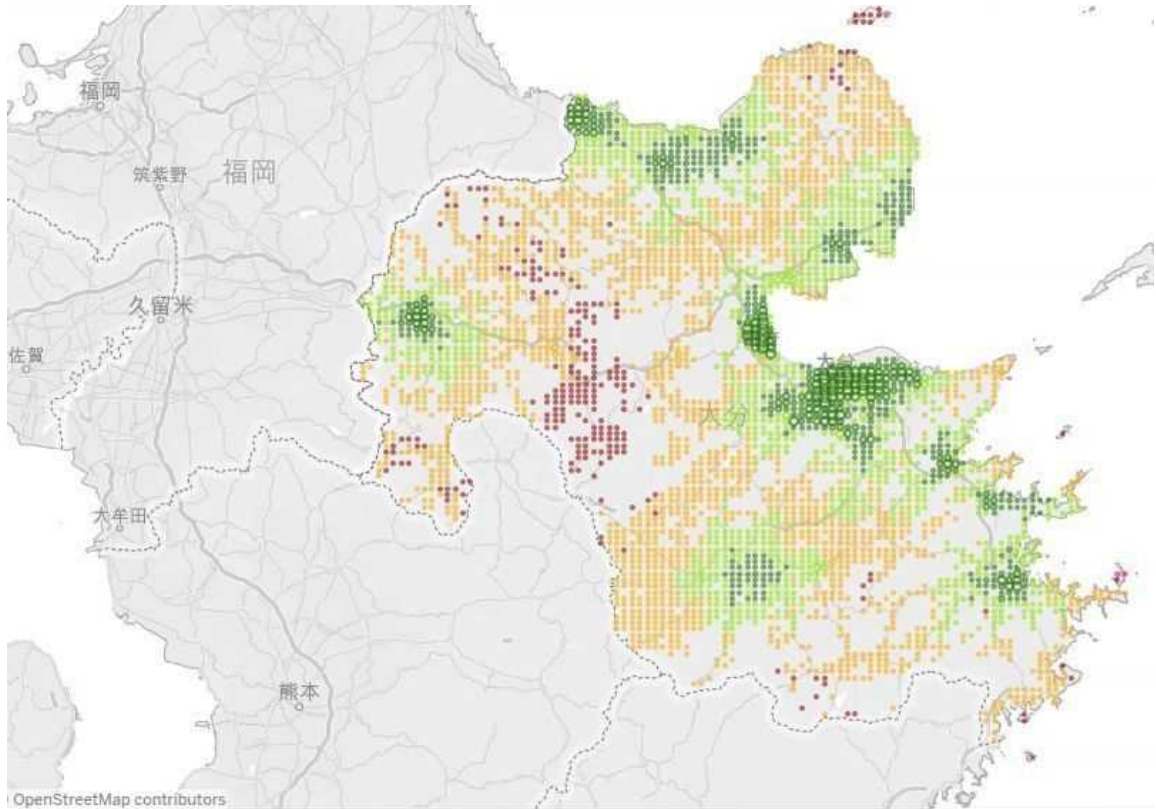 福岡
筑紫野
福岡
久留米
佐賀
大分
大分
大牟田
熊本
OpenStreetMap contributors